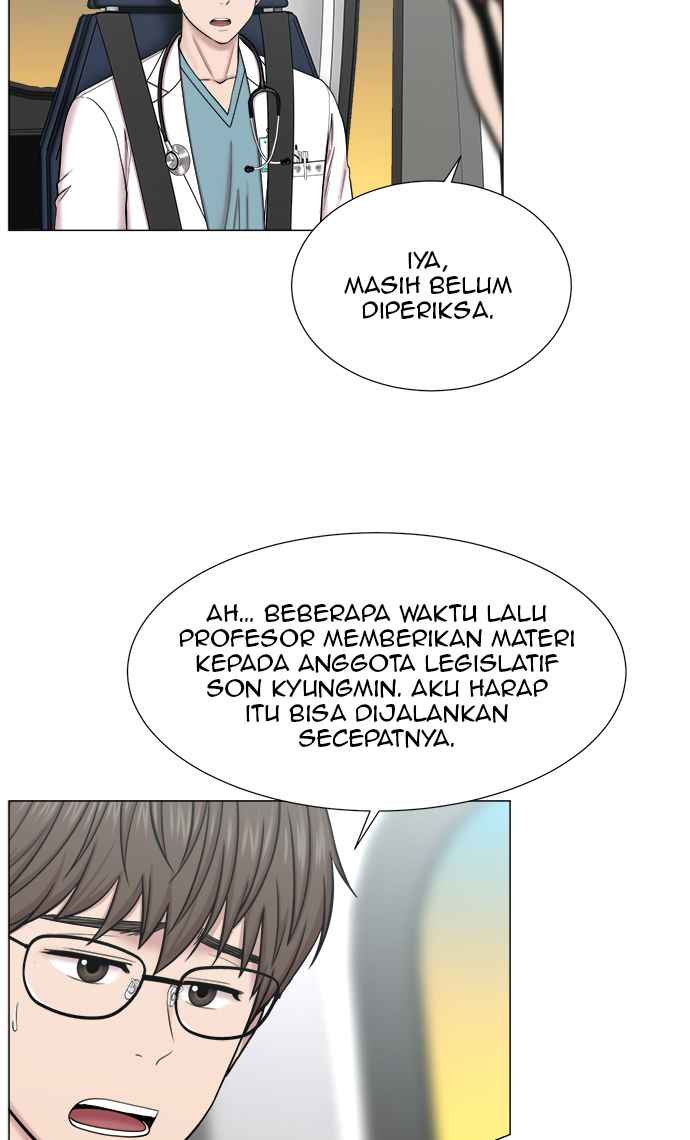 IYA,
MASIH BELUM
DIPERIKSA.
AH... BEBERAPA WAKTU LALU
PROFESOR MEMBERIKAN MATERI
KEPADA ANGGOTA LEGISLATIF
SON KYUNGMIN. AKU HARAP
ITU BISA DIJALANKAN
SECEPATNYA.